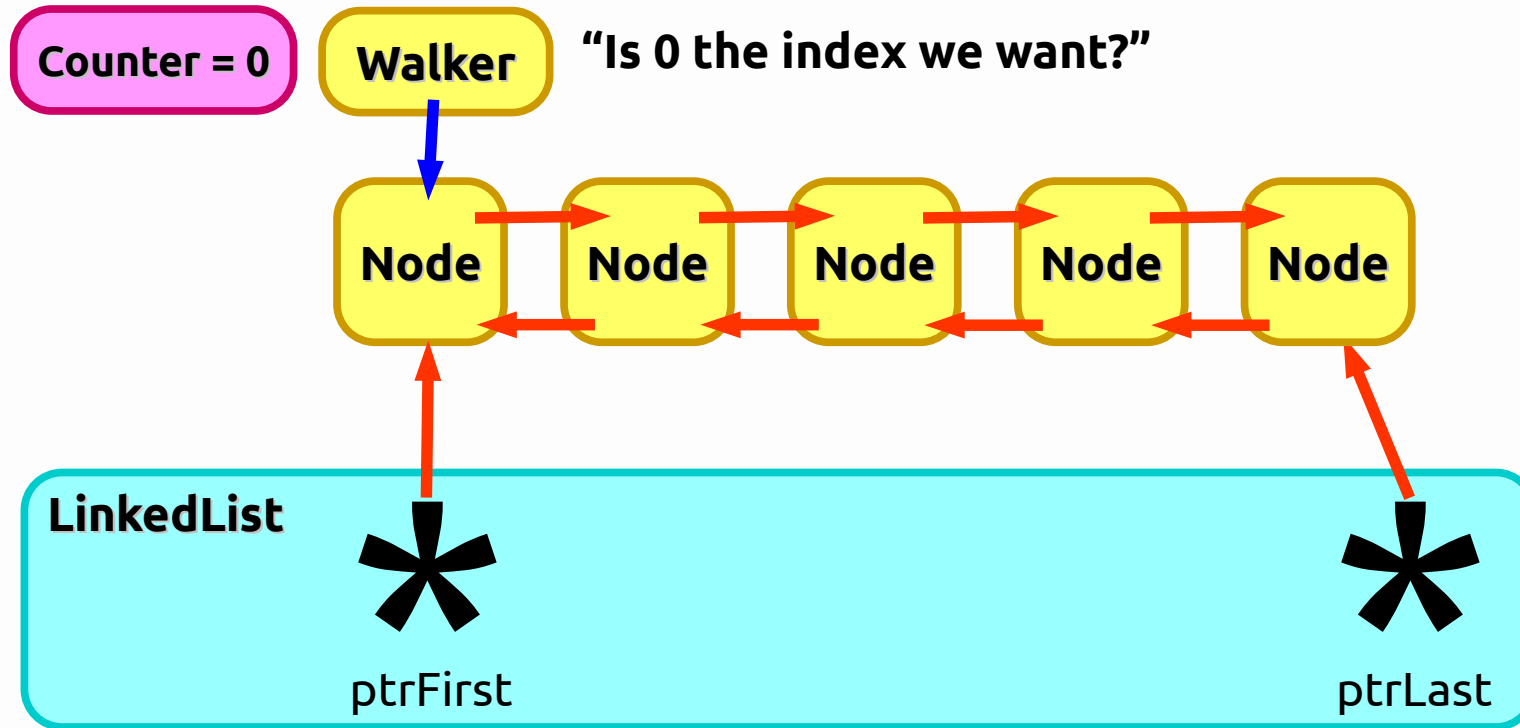 Counter = 0
Walker
“Is 0 the index we want?”
Node
Node
Node
Node
Node
LinkedList
*
*
ptrFirst
ptrLast